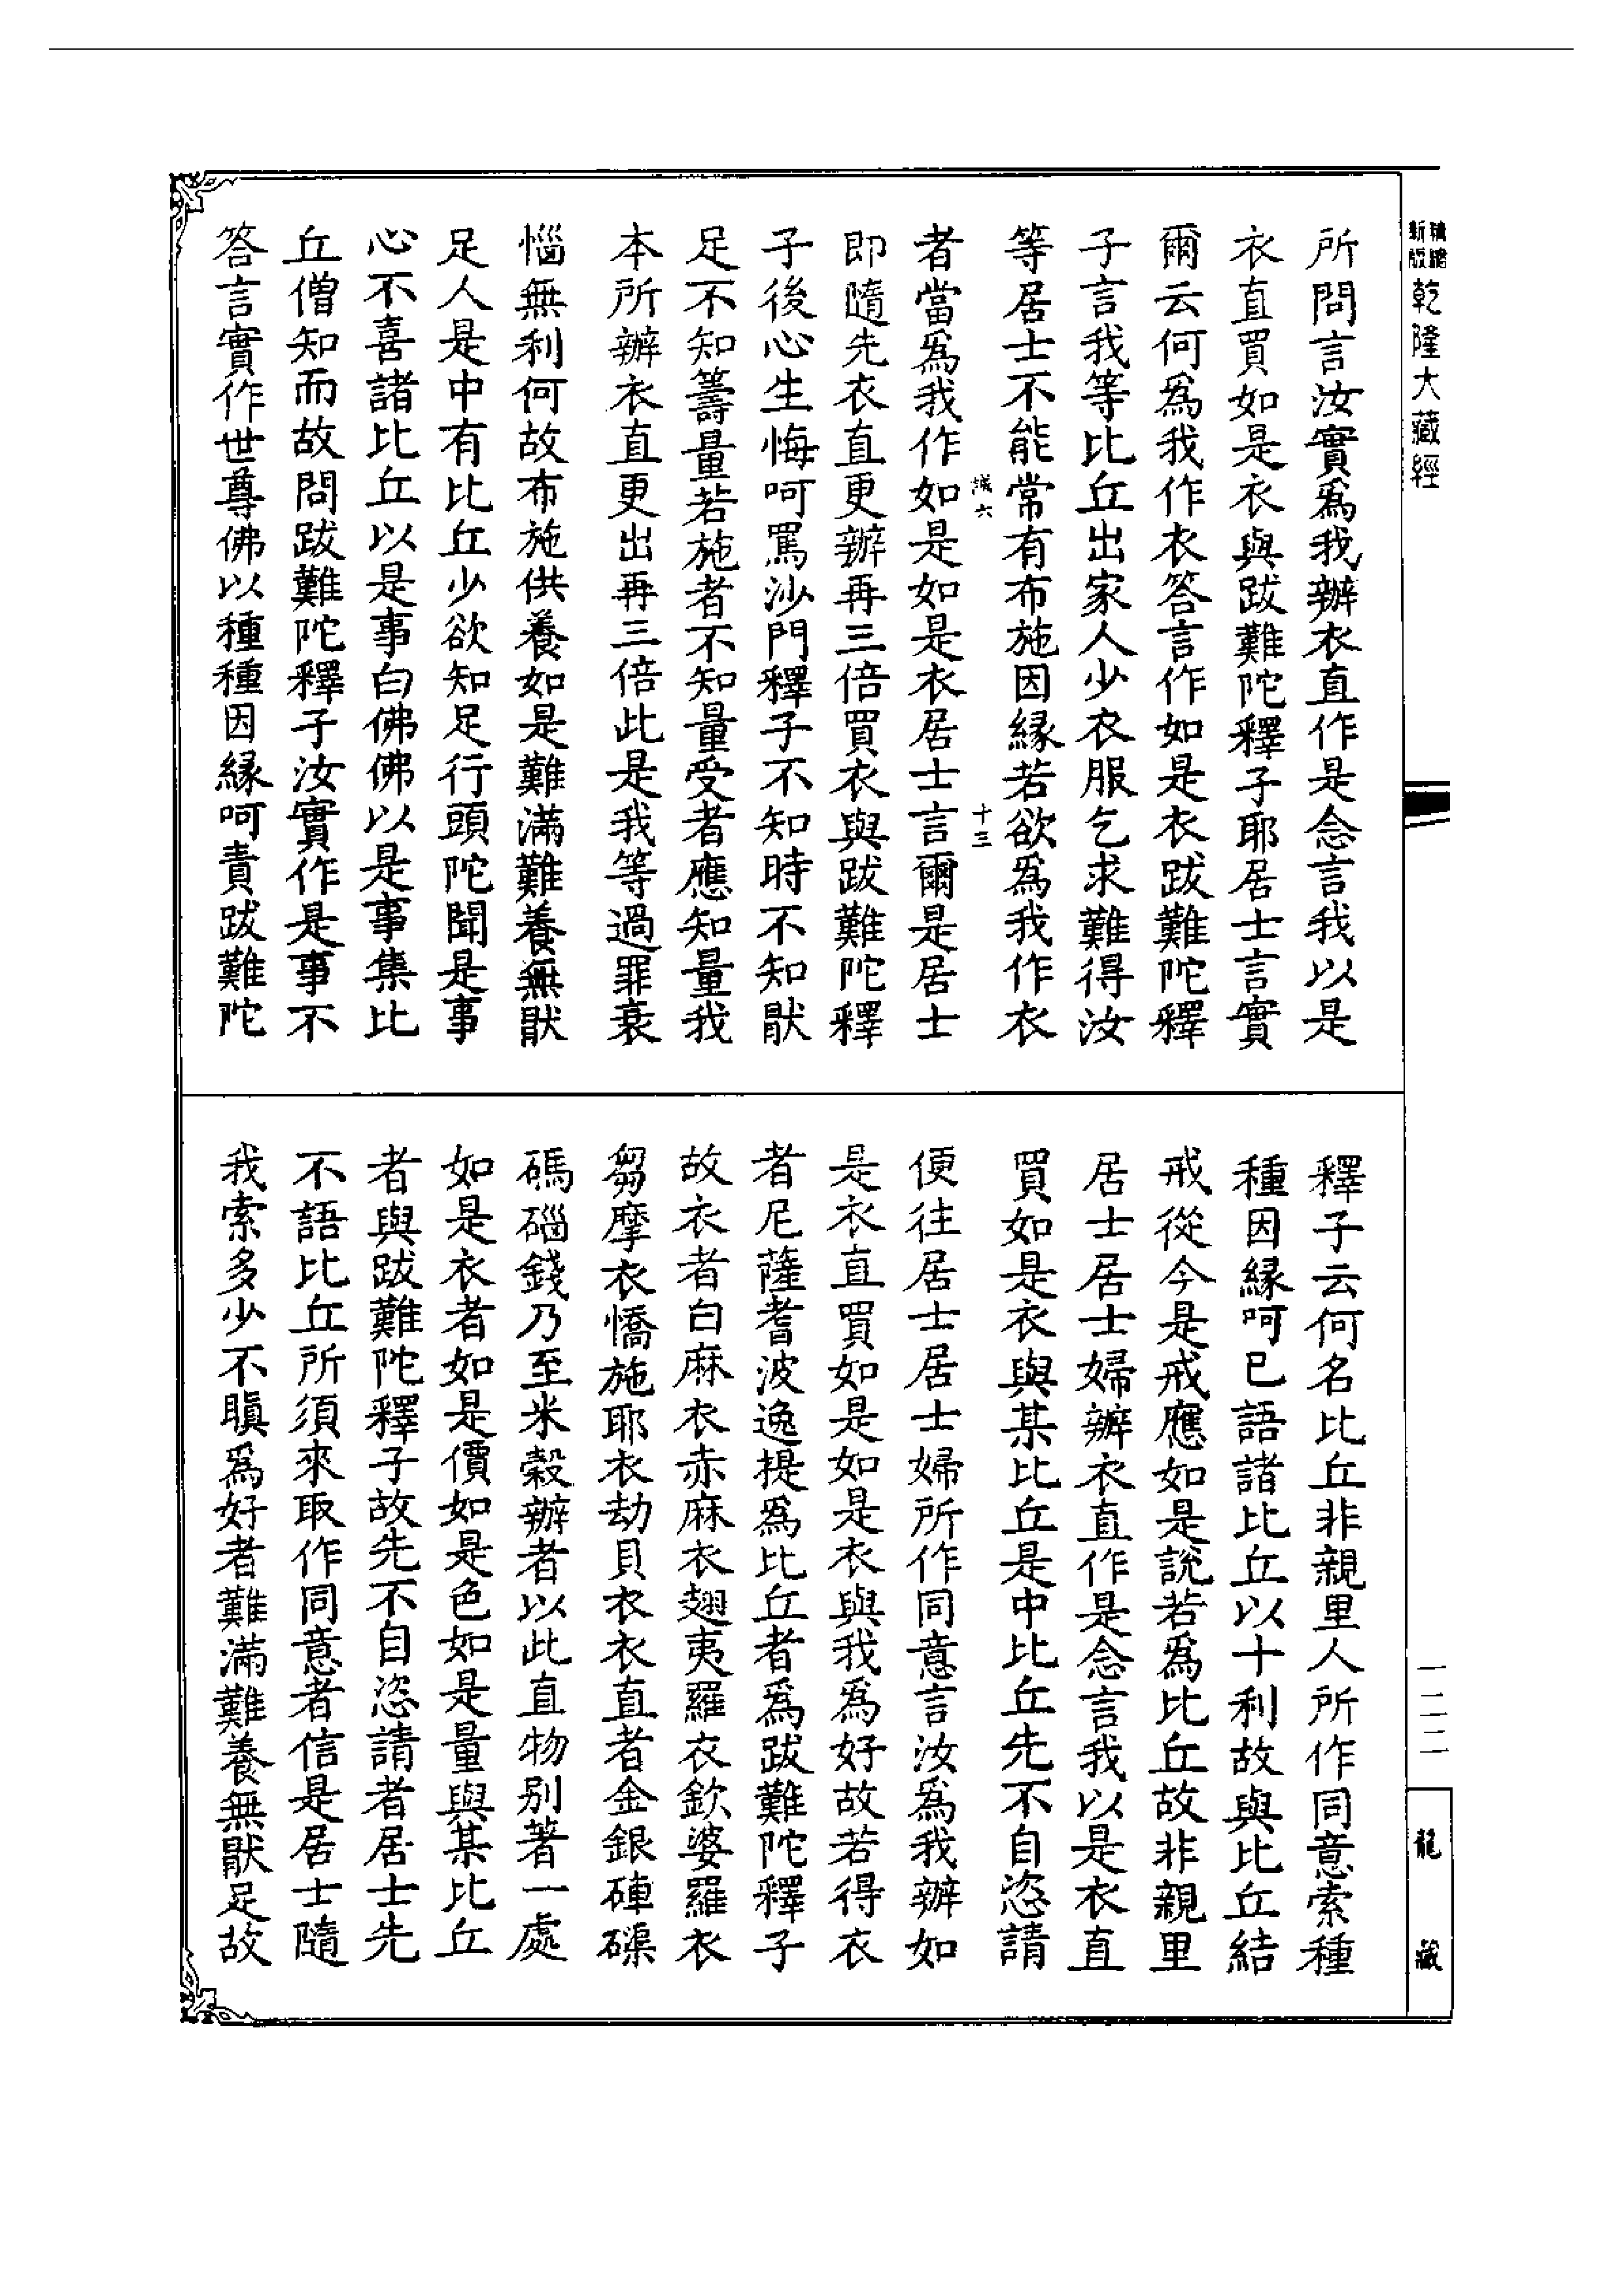 新編縮版
乾隆大藏經
所問言汝實爲我辦衣直作是念言我以是
衣直買如是衣與跋難陀釋子耶居士言實
爾云何爲我作衣答言作如是衣跋難陀釋
子言我等比丘出家人少衣服乞求難得汝
等居士不能常有布施因緣若欲爲我作衣
誠六
十三
者當爲我作如是如是衣居士言爾是居士
即隨先衣直更辦再三倍買衣與跋難陀釋
子後心生悔呵罵沙門釋子不知時不知猒
足不知籌量若施者不知量受者應知量我
本所辦衣直更出再三倍此是我等過罪衰
惱無利何故布施供養如是難滿難養無猒
足人是中有比丘少欲知足行頭陀聞是事
心不喜諸比丘以是事白佛佛以是事集比
丘僧知而故問跋難陀釋子汝實作是事不
答言實作世尊佛以種種因緣呵責跋難陀
釋子云何名比丘非親里人所作同意索種
種因緣呵已語諸比丘以十利故與比丘結
戒從今是戒應如是說若爲比丘故非親里
居士居士婦辦衣直作是念言我以是衣直
買如是衣與某比丘是中比丘先不自恣請
便往居士居士婦所作同意言汝爲我辦如
是衣直買如是如是衣與我爲好故若得衣
者尼薩耆波逸提爲比丘者爲跋難陀釋子
故衣者白麻衣赤麻衣翅夷羅衣欽婆羅衣
芻摩衣憍施耶衣劫貝衣衣直者金銀硨磲
碼碯錢乃至米穀辦者以此直物別著一處
如是衣者如是價如是色如是量與某比丘
者與跋難陀釋子故先不自恣請者居士先
不語比丘所須來取作同意者信是居士隨
我索多少不瞋爲好者難滿難養無猒足故
一二二
龍藏